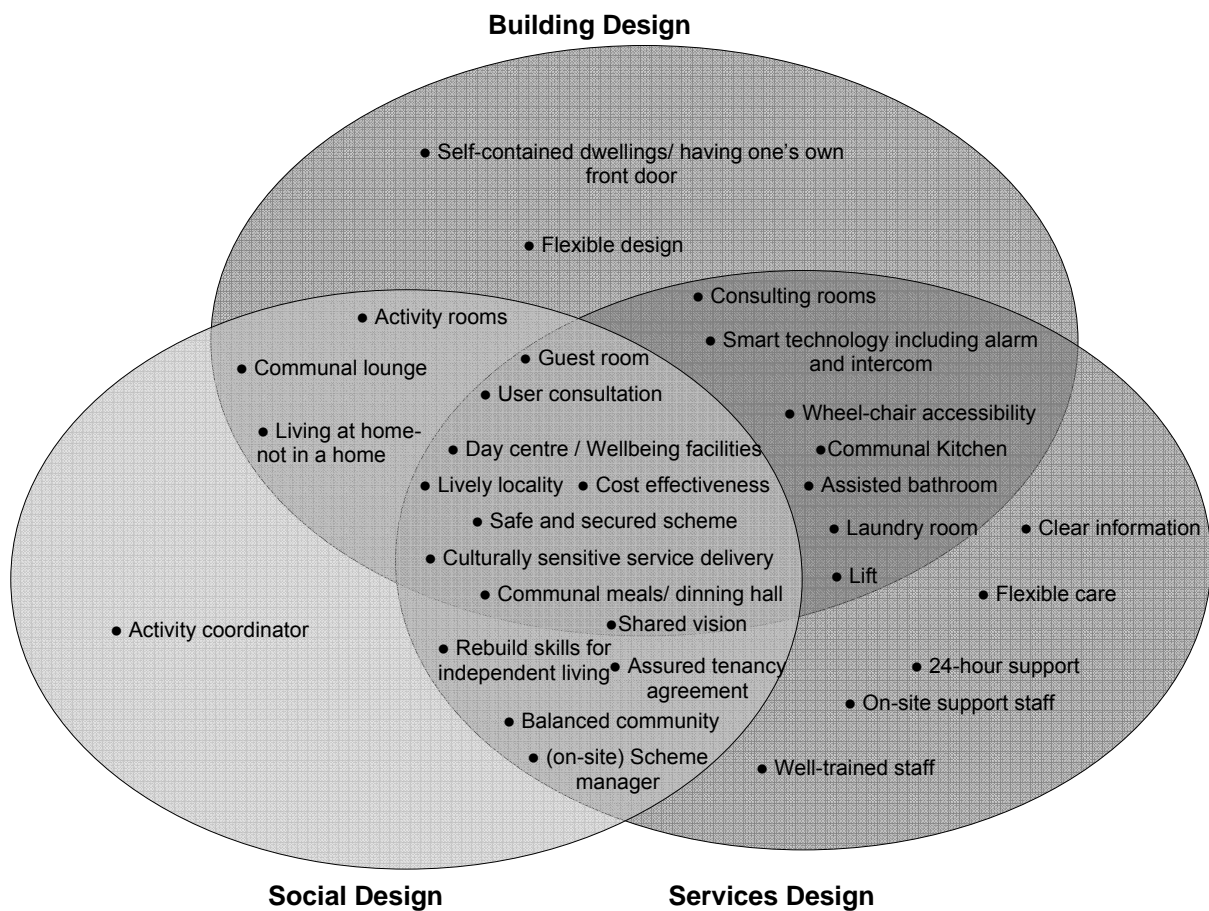 Building Design
● Self-contained dwellings/ having one's own
front door
● Flexible design
● Consulting rooms
● Activity rooms
● Smart technology including alarm
and intercom
● Guest room
● Communal lounge
● User consultation
● Wheel-chair accessibility
● Living at home-
not in a home
● Day centre / Wellbeing facilities
●Communal Kitchen
● Lively locality
● Cost effectiveness
● Assisted bathroom
● Safe and secured scheme
● Laundry room
● Clear information
● Culturally sensitive service delivery
● Lift
● Communal meals/ dinning hall
● Flexible care
●Shared vision
● Activity coordinator
● Rebuild skills for
independent living
● Assured tenancy
agreement
● 24-hour support
● On-site support staff
● Balanced community
● (on-site) Scheme
manager
● Well-trained staff
Social Design
Services Design